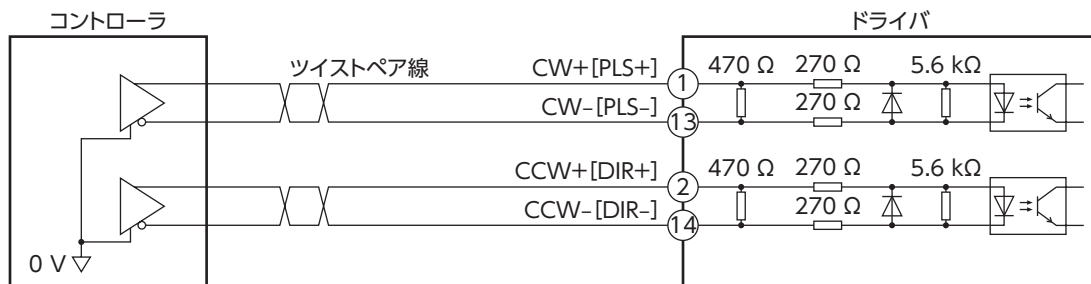 コントローラ
ドライバ
ツイストペア線
CW+[PLS+]
1
470 Ω
270 Ω
5.6 kΩ
CW-[PLS-]
13
270 Ω
CCW+[DIR+]
2
470 Ω
270 Ω
5.6 kΩ
CCW-[DIR-]
14
270 Ω
0 V